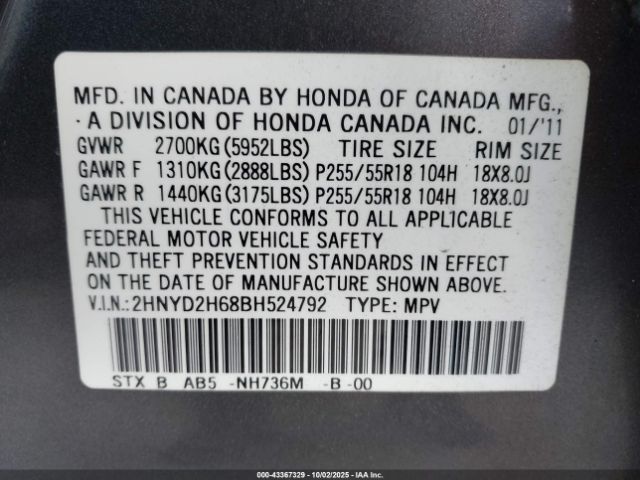 MFD. IN CANADA BY HONDA OF CANADA MFG.,
A DIVISION OF HONDA CANADA INC. 01/'11
GVWR 2700KG(5952LBS) TIRE SIZE RIM SIZE
GAWR F 1310KG(2888LBS) P255/55R18 104H 18X8.0J
GAWR R 1440KG(3175LBS) P255/55R18 104H 18X8.0J
THIS VEHICLE CONFORMS TO ALL APPLICABLE
FEDERAL MOTOR VEHICLE SAFETY
AND THEFT PREVENTION STANDARDS IN EFFECT
ON THE DATE OF MANUFACTURE SHOWN ABOVE.
V.I.N.:2HNYD2H68BH524792 TYPE: MPV
STX B AB5 -NH736M -B -00
000-43367329 - 10/02/2025 - IAA, Inc.